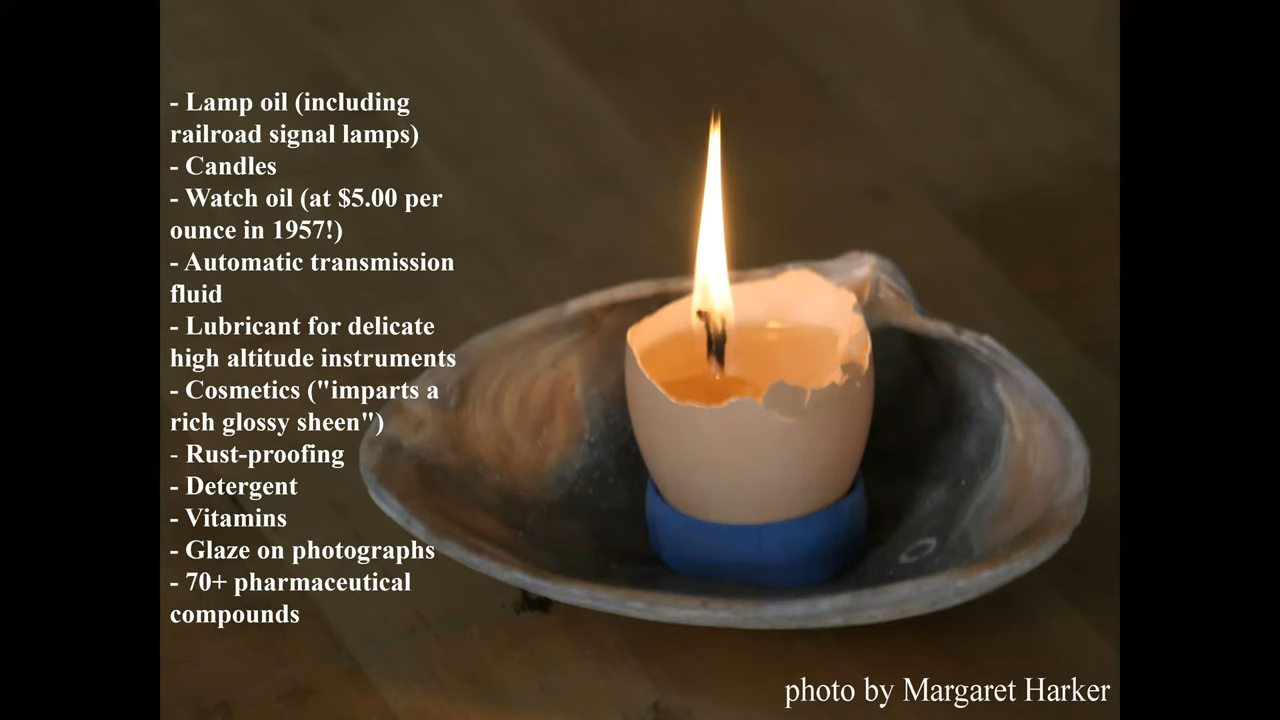 - Lamp oil (including
railroad signal lamps)
- Candles
- Watch oil (at $5.00 per
ounce in 1957!)
- Automatic transmission
fluid
- Lubricant for delicate
high altitude instruments
- Cosmetics ("imparts a
rich glossy sheen")
- Rust-proofing
- Detergent
- Vitamins
- Glaze on photographs
- 70+ pharmaceutical
compounds
photo by Margaret Harker